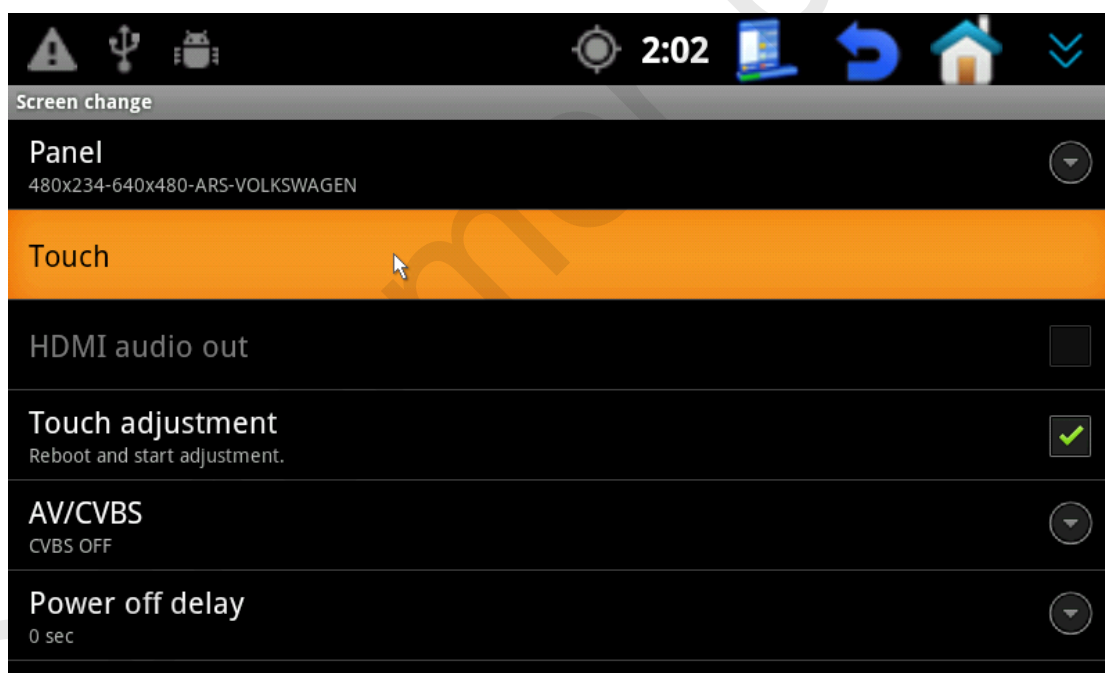 2:02
Screen change
Panel
480x234-640x480-ARS-VOLKSWAGEN
Touch
HDMI audio out
Touch adjustment
Reboot and start adjustment.
AV/CVBS
CVBS OFF
Power off delay
0 sec